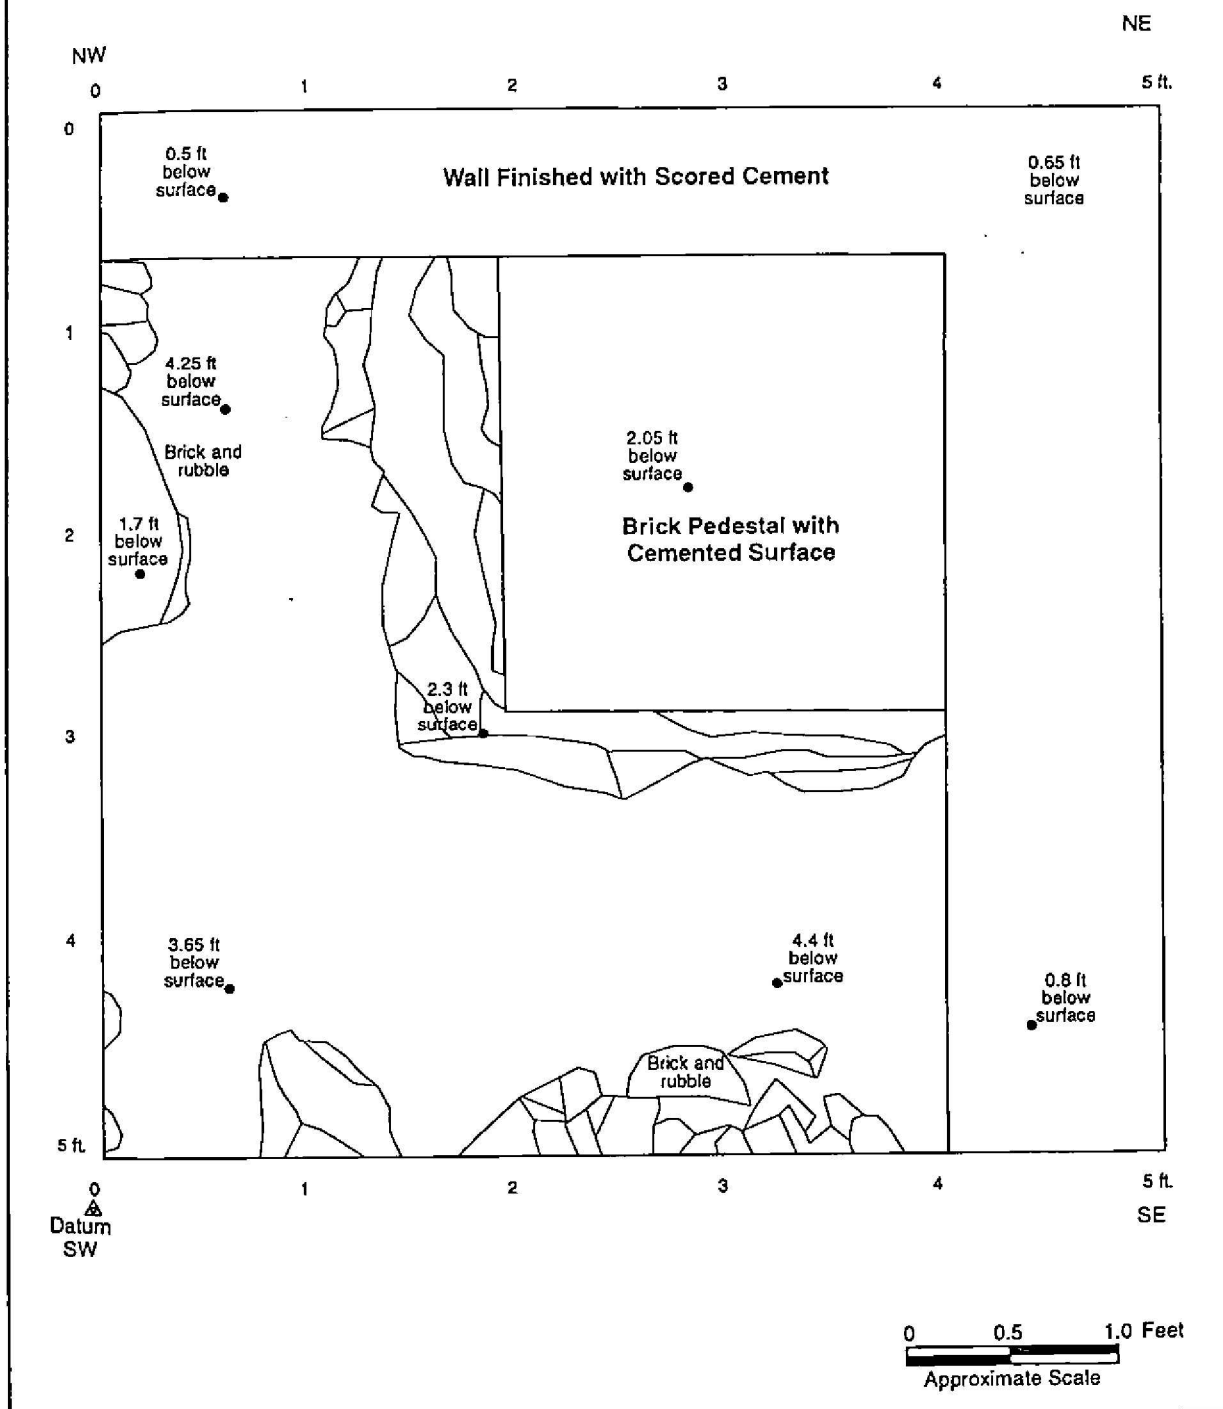 NE
NW
0
1
2
3
4
5 ft.
0
0.5 ft
below
surface
Wall Finished with Scored Cement
0.65 ft
below
surface
1
4.25 ft
below
surface
Brick and
rubble
2.05 ft
below
surface
1.7 ft
below
surface
2
Brick Pedestal with
Cemented Surface
2.3 ft
below
surface
3
4
3.65 ft
below
surface
4.4 ft
below
surface
0.8 ft
below
surface
Brick and
rubble
5 ft.
0
1
2
3
4
5 ft.
Datum
SW
SE
0
0.5
1.0 Feet
Approximate Scale